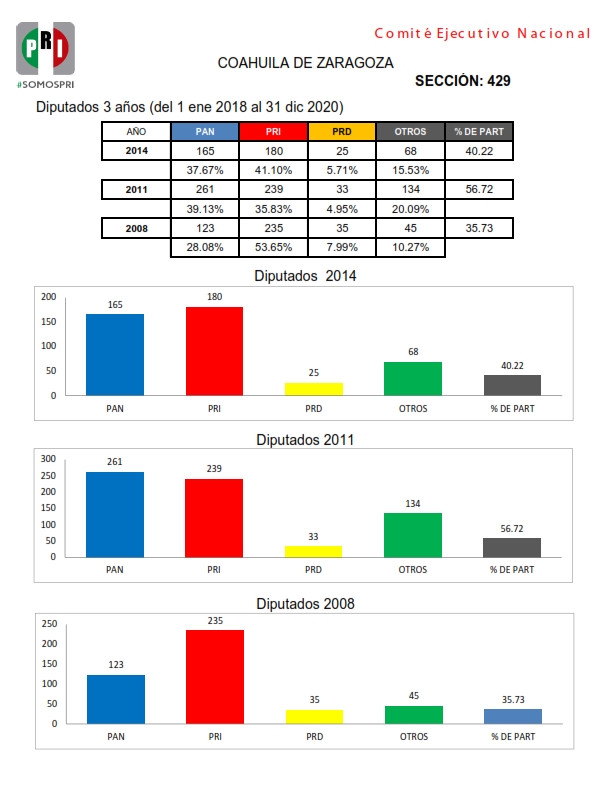 Comité Ejecutivo Nacional
PRI
#SOMOSPRI
COAHUILA DE ZARAGOZA
SECCIÓN: 429
Diputados 3 años (del 1 ene 2018 al 31 dic 2020)
AÑO PAN PRI PRD OTROS % DE PART
2014 165 180 25 68 40.22
37.67% 41.10% 5.71% 15.53%
2011 261 239 33 134 56.72
39.13% 35.83% 4.95% 20.09%
2008 123 235 35 45 35.73
28.08% 53.65% 7.99% 10.27%
Diputados 2014
200
150
100
50
0
165 180 25 68 40.22
PAN PRI PRD OTROS % DE PART
Diputados 2011
300
250
200
150
100
50
0
261 239 33 134 56.72
PAN PRI PRD OTROS % DE PART
Diputados 2008
250
200
150
100
50
0
123 235 35 45 35.73
PAN PRI PRD OTROS % DE PART